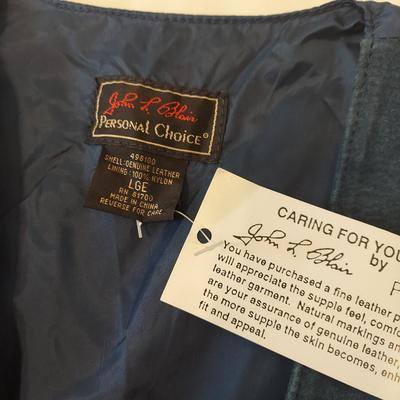 John L. Blair
PERSONAL CHOICE®
498100
SHELL:GENUINE LEATHER
LINING:100% NYLON
LGE
RN 81700
MADE IN CHINA
REVERSE FOR CARE
CARING FOR YOU
John L. Blair
by
You have purchased a fine leather p
will appreciate the supple feel, comfo
leather garment. Natural markings an
are your assurance of genuine leather,
the more supple the skin becomes, enh
fit and appeal.